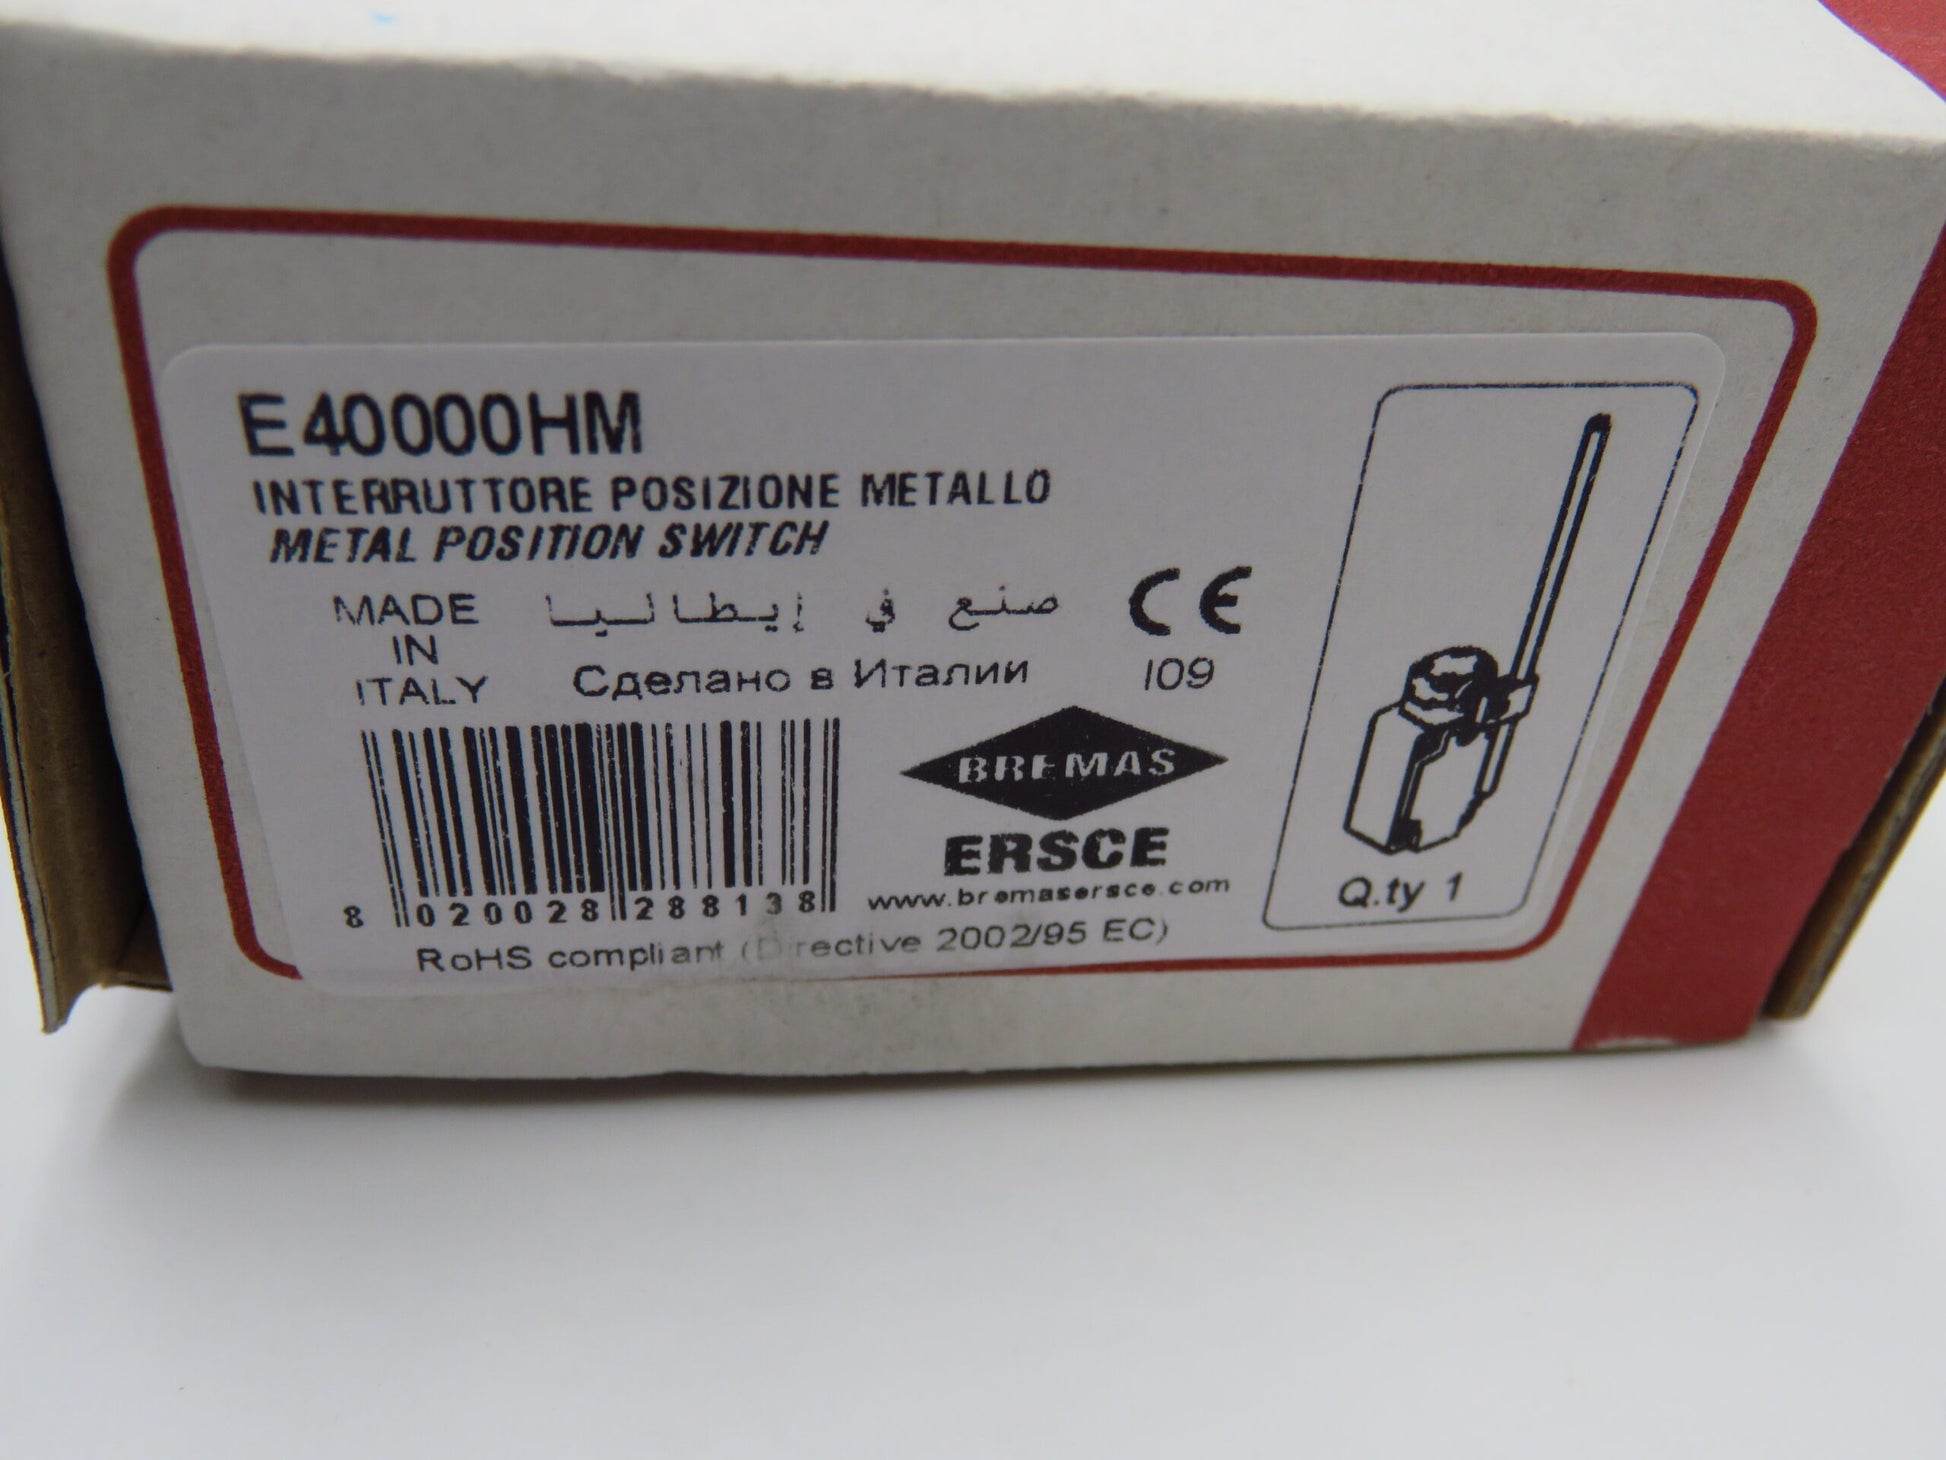 E40000HM
INTERRUTTORE POSIZIONE METALLO
METAL POSITION SWITCH
MADE
IN
ITALY
صنع في إيطاليا
Сделано в Италии
CE
I09
8 020028 288138
BREMAS
ERSCE
www.bremasersce.com
RoHS compliant (Directive 2002/95 EC)
Q.ty 1